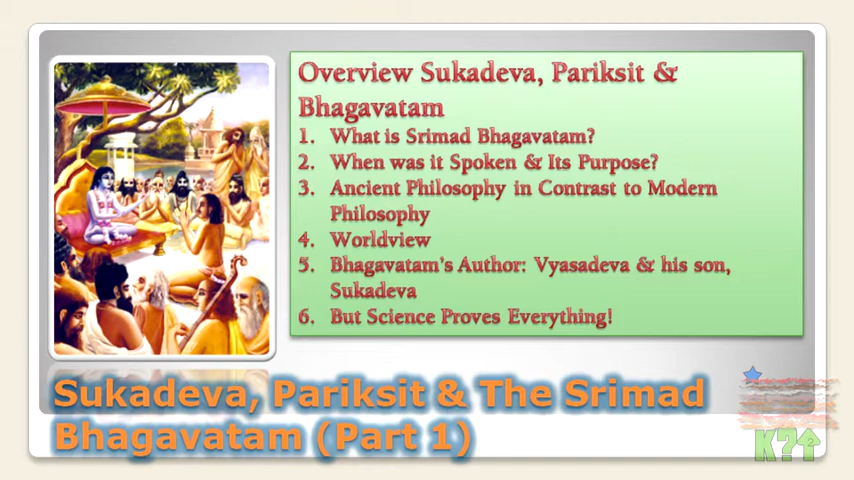 Overview Sukadeva, Pariksit &
Bhagavatam
1. What is Srimad Bhagavatam?
2. When was it Spoken & Its Purpose?
3. Ancient Philosophy in Contrast to Modern
Philosophy
4. Worldview
5. Bhagavatam's Author: Vyasadeva & his son,
Sukadeva
6. But Science Proves Everything!
Sukadeva, Pariksit & The Srimad
Bhagavatam (Part 1)
K?